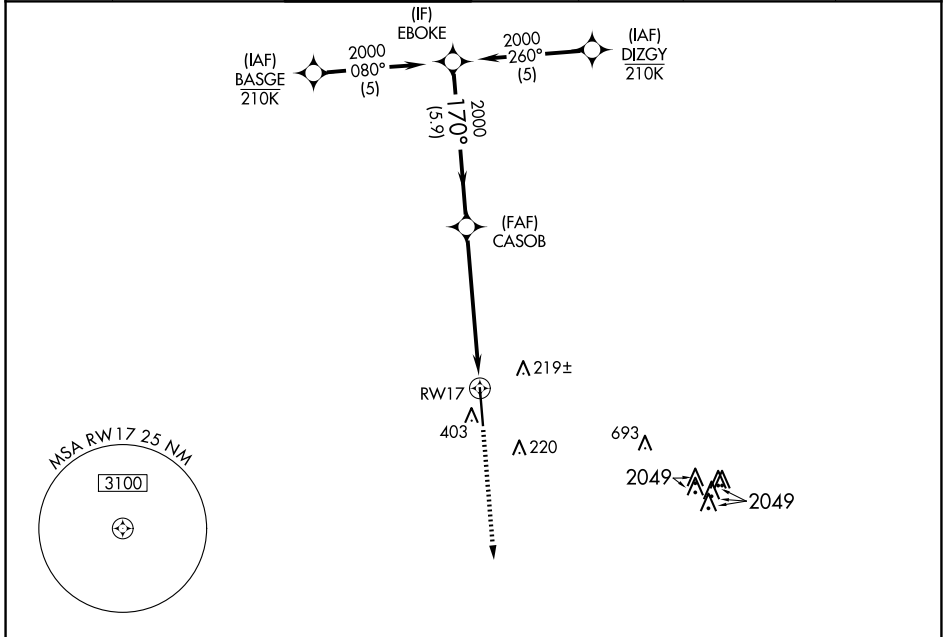 (IF)
EBOKE
(IAF)
BASGE
210K
2000
080°
(5)
2000
260°
(5)
(IAF)
DIZGY
210K
2000
170°
(5.9)
(FAF)
CASOB
RW17
219±
403
220
693
2049
2049
MSA RW17 25 NM
3100